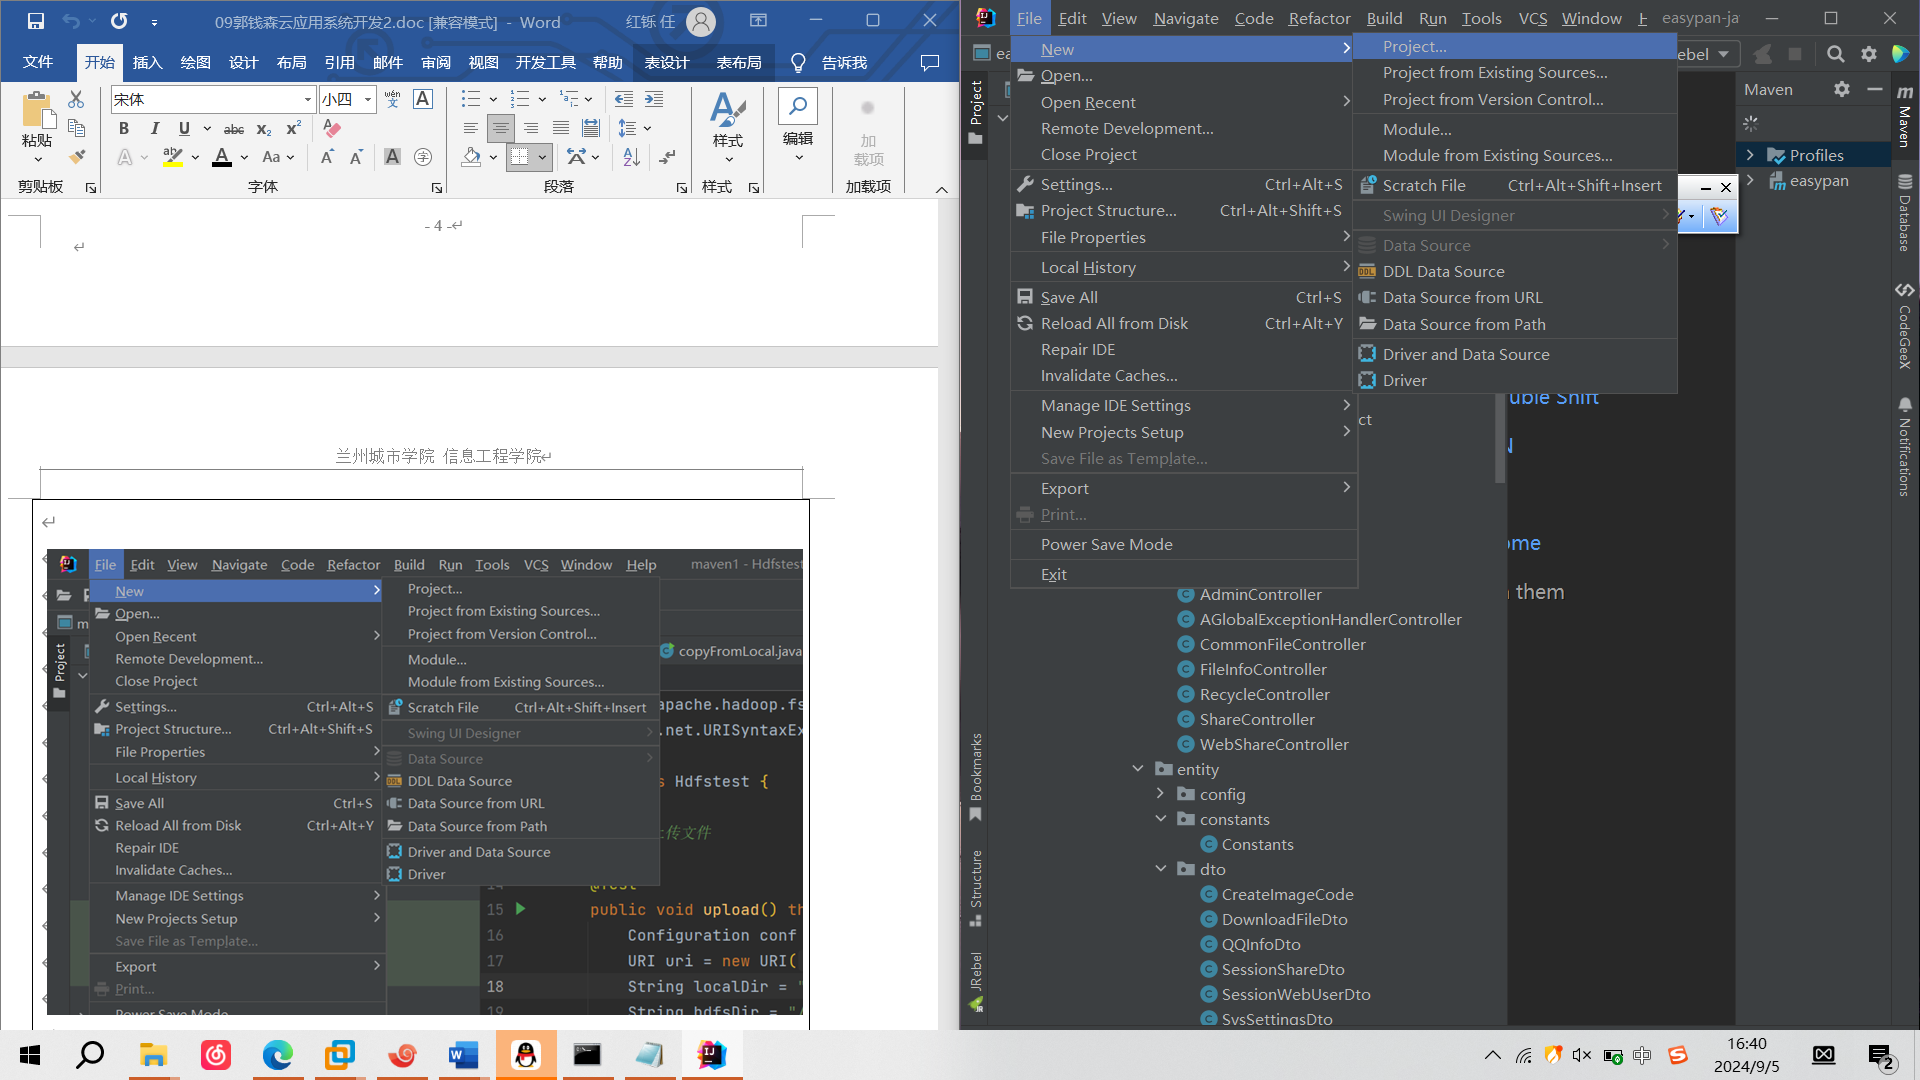 09郭钱森云应用系统开发2.doc [兼容模式] - Word
红铄 任
文件 开始 插入 绘图 设计 布局 引用 邮件 审阅 视图 开发工具 帮助 表设计 表布局 告诉我
宋体 小四
粘贴
样式
编辑
加载项
剪贴板 字体 段落 样式 加载项
- 4 -
兰州城市学院 信息工程学院
File Edit View Navigate Code Refactor Build Run Tools VCS Window Help maven1 - Hdfstest
New
Open...
Open Recent
Remote Development...
Close Project
Settings... Ctrl+Alt+S
Project Structure... Ctrl+Alt+Shift+S
File Properties
Local History
Save All Ctrl+S
Reload All from Disk Ctrl+Alt+Y
Repair IDE
Invalidate Caches...
Manage IDE Settings
New Projects Setup
Save File as Template...
Export
Print...
Power Save Mode
Project...
Project from Existing Sources...
Project from Version Control...
Module...
Module from Existing Sources...
Scratch File Ctrl+Alt+Shift+Insert
Swing UI Designer
Data Source
DDL Data Source
Data Source from URL
Data Source from Path
Driver and Data Source
Driver
Project
copyFromLocal.java
apache.hadoop.fs
.net.URISyntaxEx
s Hdfstest {
传文件
@Test
15 public void upload() th
16 Configuration conf
17 URI uri = new URI(
18 String localDir = "
19 String hdfsDir = "/
File Edit View Navigate Code Refactor Build Run Tools VCS Window H easypan-ja
New
Open...
Open Recent
Remote Development...
Close Project
Settings... Ctrl+Alt+S
Project Structure... Ctrl+Alt+Shift+S
File Properties
Local History
Save All Ctrl+S
Reload All from Disk Ctrl+Alt+Y
Repair IDE
Invalidate Caches...
Manage IDE Settings
New Projects Setup
Save File as Template...
Export
Print...
Power Save Mode
Exit
Project...
Project from Existing Sources...
Project from Version Control...
Module...
Module from Existing Sources...
Scratch File Ctrl+Alt+Shift+Insert
Swing UI Designer
Data Source
DDL Data Source
Data Source from URL
Data Source from Path
Driver and Data Source
Driver
ebel
Maven
Profiles
easypan
Maven
Database
CodeGeeX
Notifications
Project
Bookmarks
Structure
JRebel
uble Shift
ct
N
ome
them
AdminController
AGlobalExceptionHandlerController
CommonFileController
FileInfoController
RecycleController
ShareController
WebShareController
entity
config
constants
Constants
dto
CreateImageCode
DownloadFileDto
QQInfoDto
SessionShareDto
SessionWebUserDto
SysSettingsDto
中
16:40
2024/9/5
2